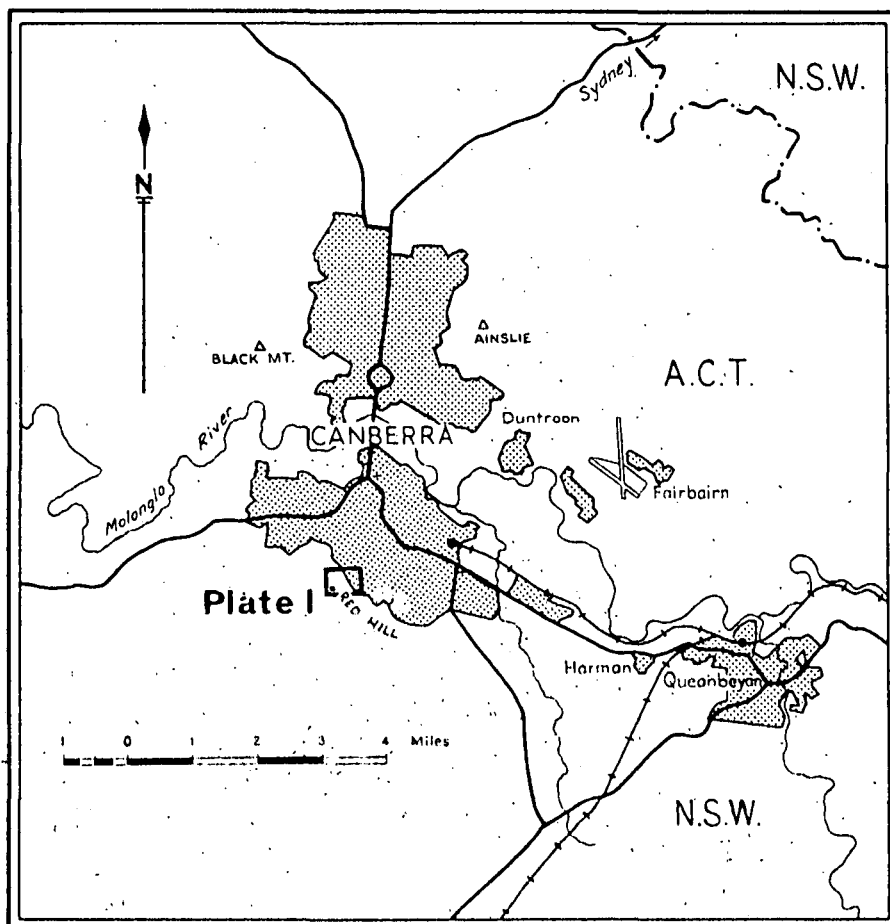 N.S.W.
Sydney
N
BLACK MT.
AINSLIE
A.C.T.
CANBERRA
Duntroon
Molonglo River
Fairbairn
Plate I
RED HILL
Harman
Queanbeyan
1 0 1 2 3 4 Miles
N.S.W.